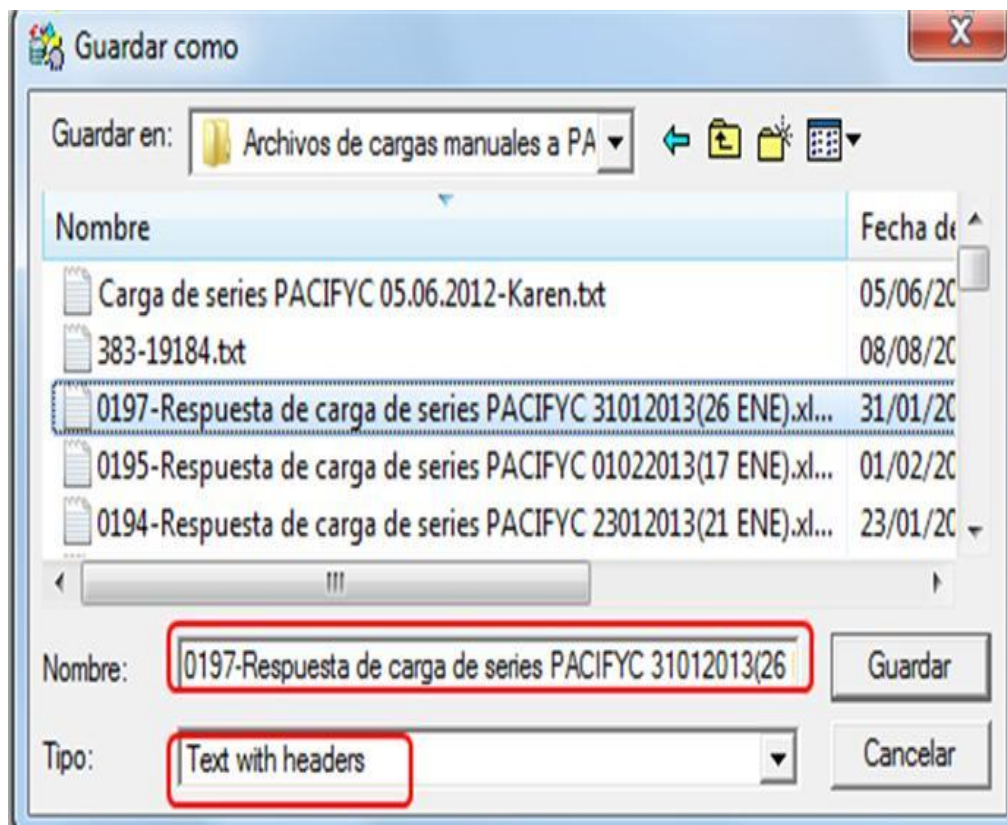 Guardar como
Guardar en: Archivos de cargas manuales a PA
Nombre Fecha de
Carga de series PACIFYC 05.06.2012-Karen.txt 05/06/20
383-19184.txt 08/08/20
0197-Respuesta de carga de series PACIFYC 31012013(26 ENE).xl... 31/01/20
0195-Respuesta de carga de series PACIFYC 01022013(17 ENE).xl... 01/02/20
0194-Respuesta de carga de series PACIFYC 23012013(21 ENE).xl... 23/01/20
Nombre: 0197-Respuesta de carga de series PACIFYC 31012013(26 Guardar
Tipo: Text with headers Cancelar